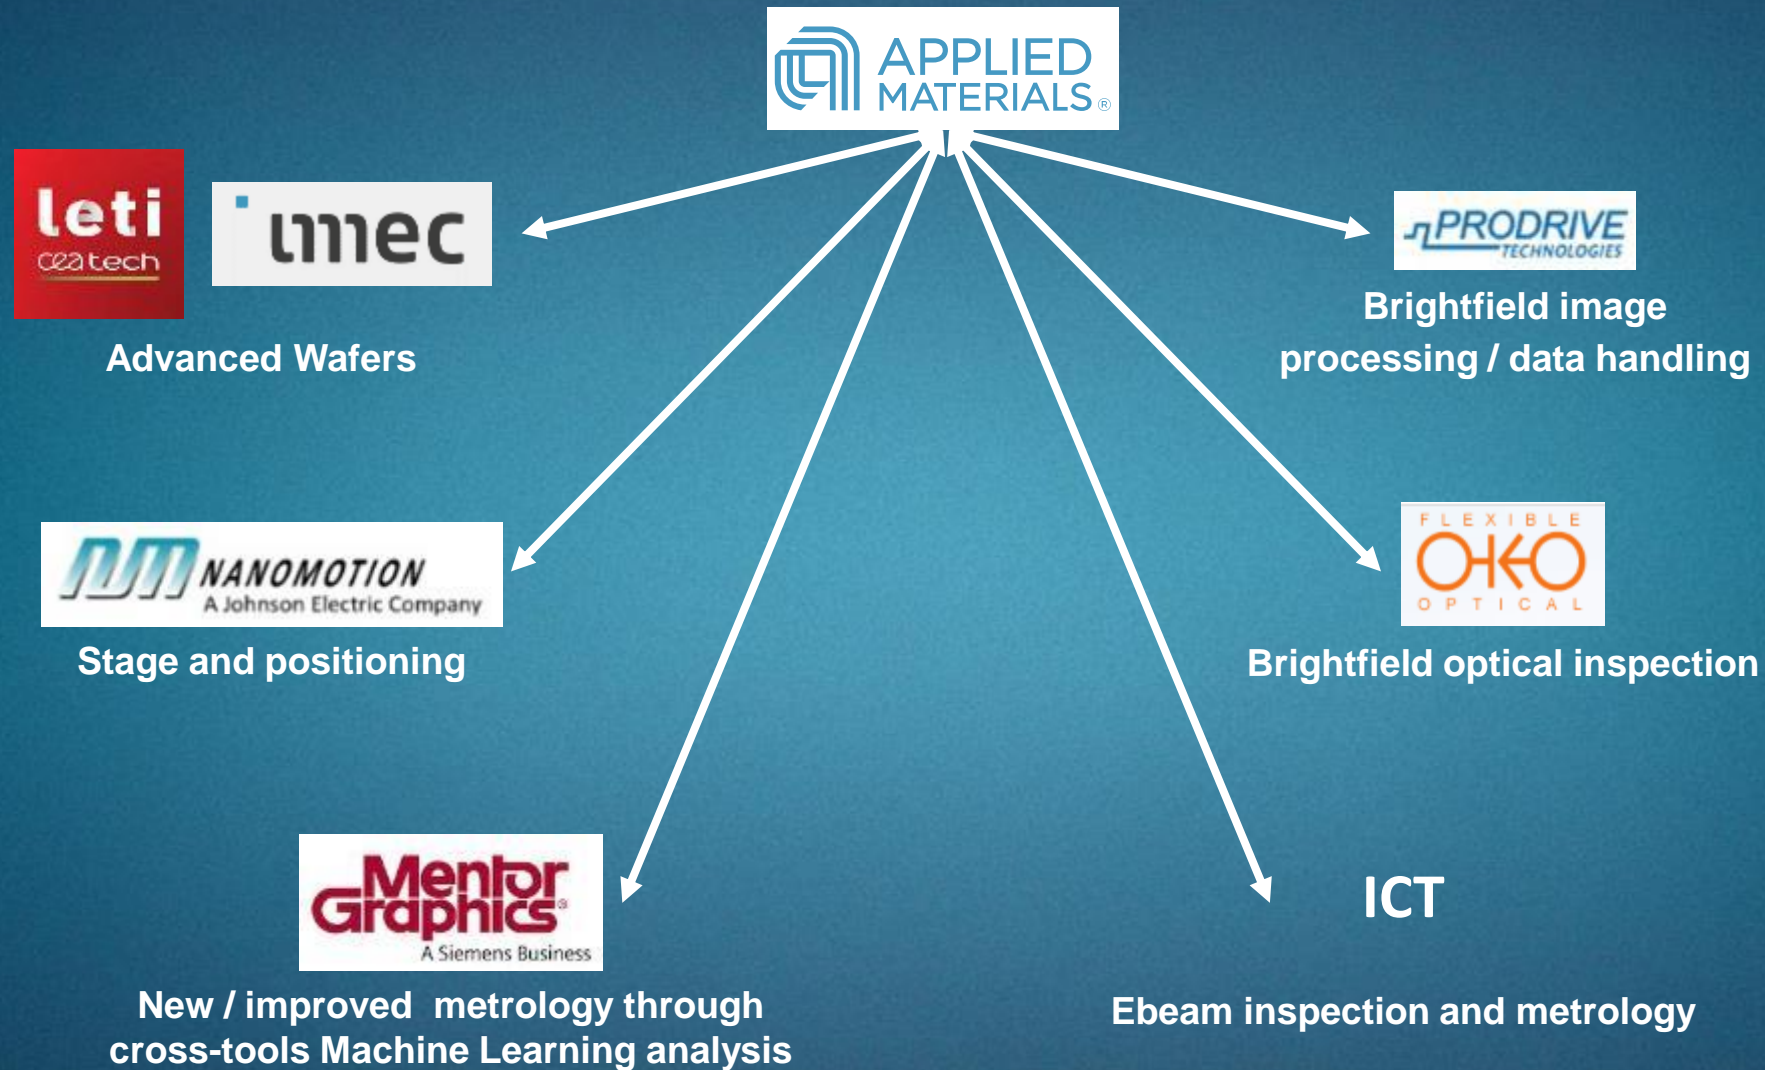 APPLIED
MATERIALS®
leti
ceatech
imec
Advanced Wafers
PRODRIVE
TECHNOLOGIES
Brightfield image
processing / data handling
NANOMOTION
A Johnson Electric Company
Stage and positioning
FLEXIBLE
OKO
OPTICAL
Brightfield optical inspection
Mentor
Graphics®
A Siemens Business
New / improved metrology through
cross-tools Machine Learning analysis
ICT
Ebeam inspection and metrology